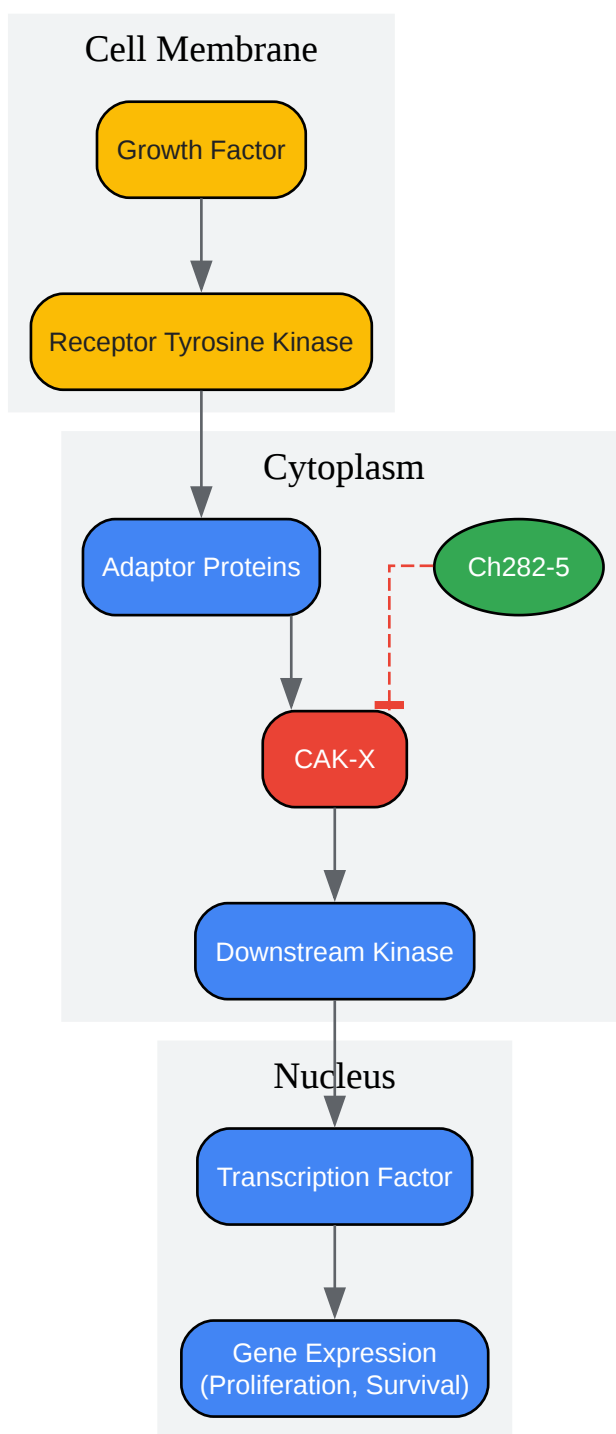 Cell Membrane
Growth Factor
Receptor Tyrosine Kinase
Cytoplasm
Adaptor Proteins
Ch282-5
CAK-X
Downstream Kinase
Nucleus
Transcription Factor
Gene Expression
(Proliferation, Survival)